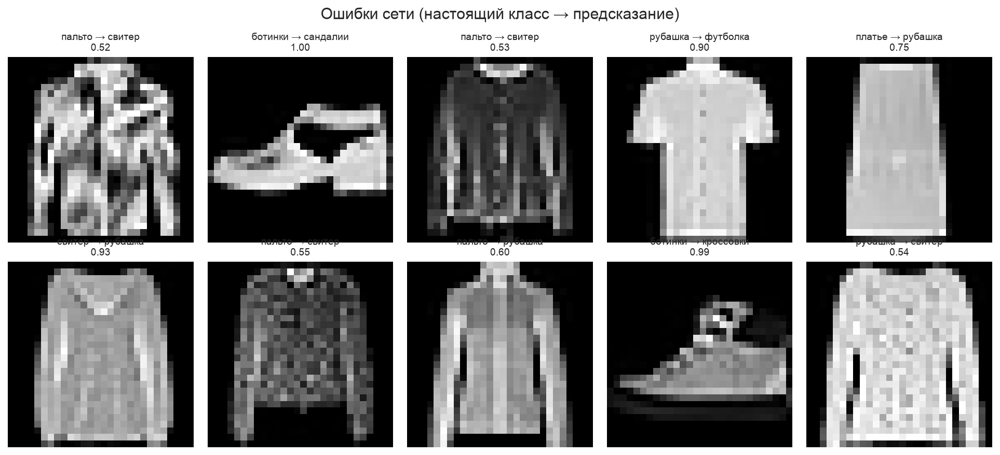 Ошибки сети (настоящий класс → предсказание)
пальто → свитер
0.52
ботинки → сандалии
1.00
пальто → свитер
0.53
рубашка → футболка
0.90
платье → рубашка
0.75
свитер → рубашка
0.93
пальто → свитер
0.55
пальто → рубашка
0.60
ботинки → кроссовки
0.99
рубашка → свитер
0.54